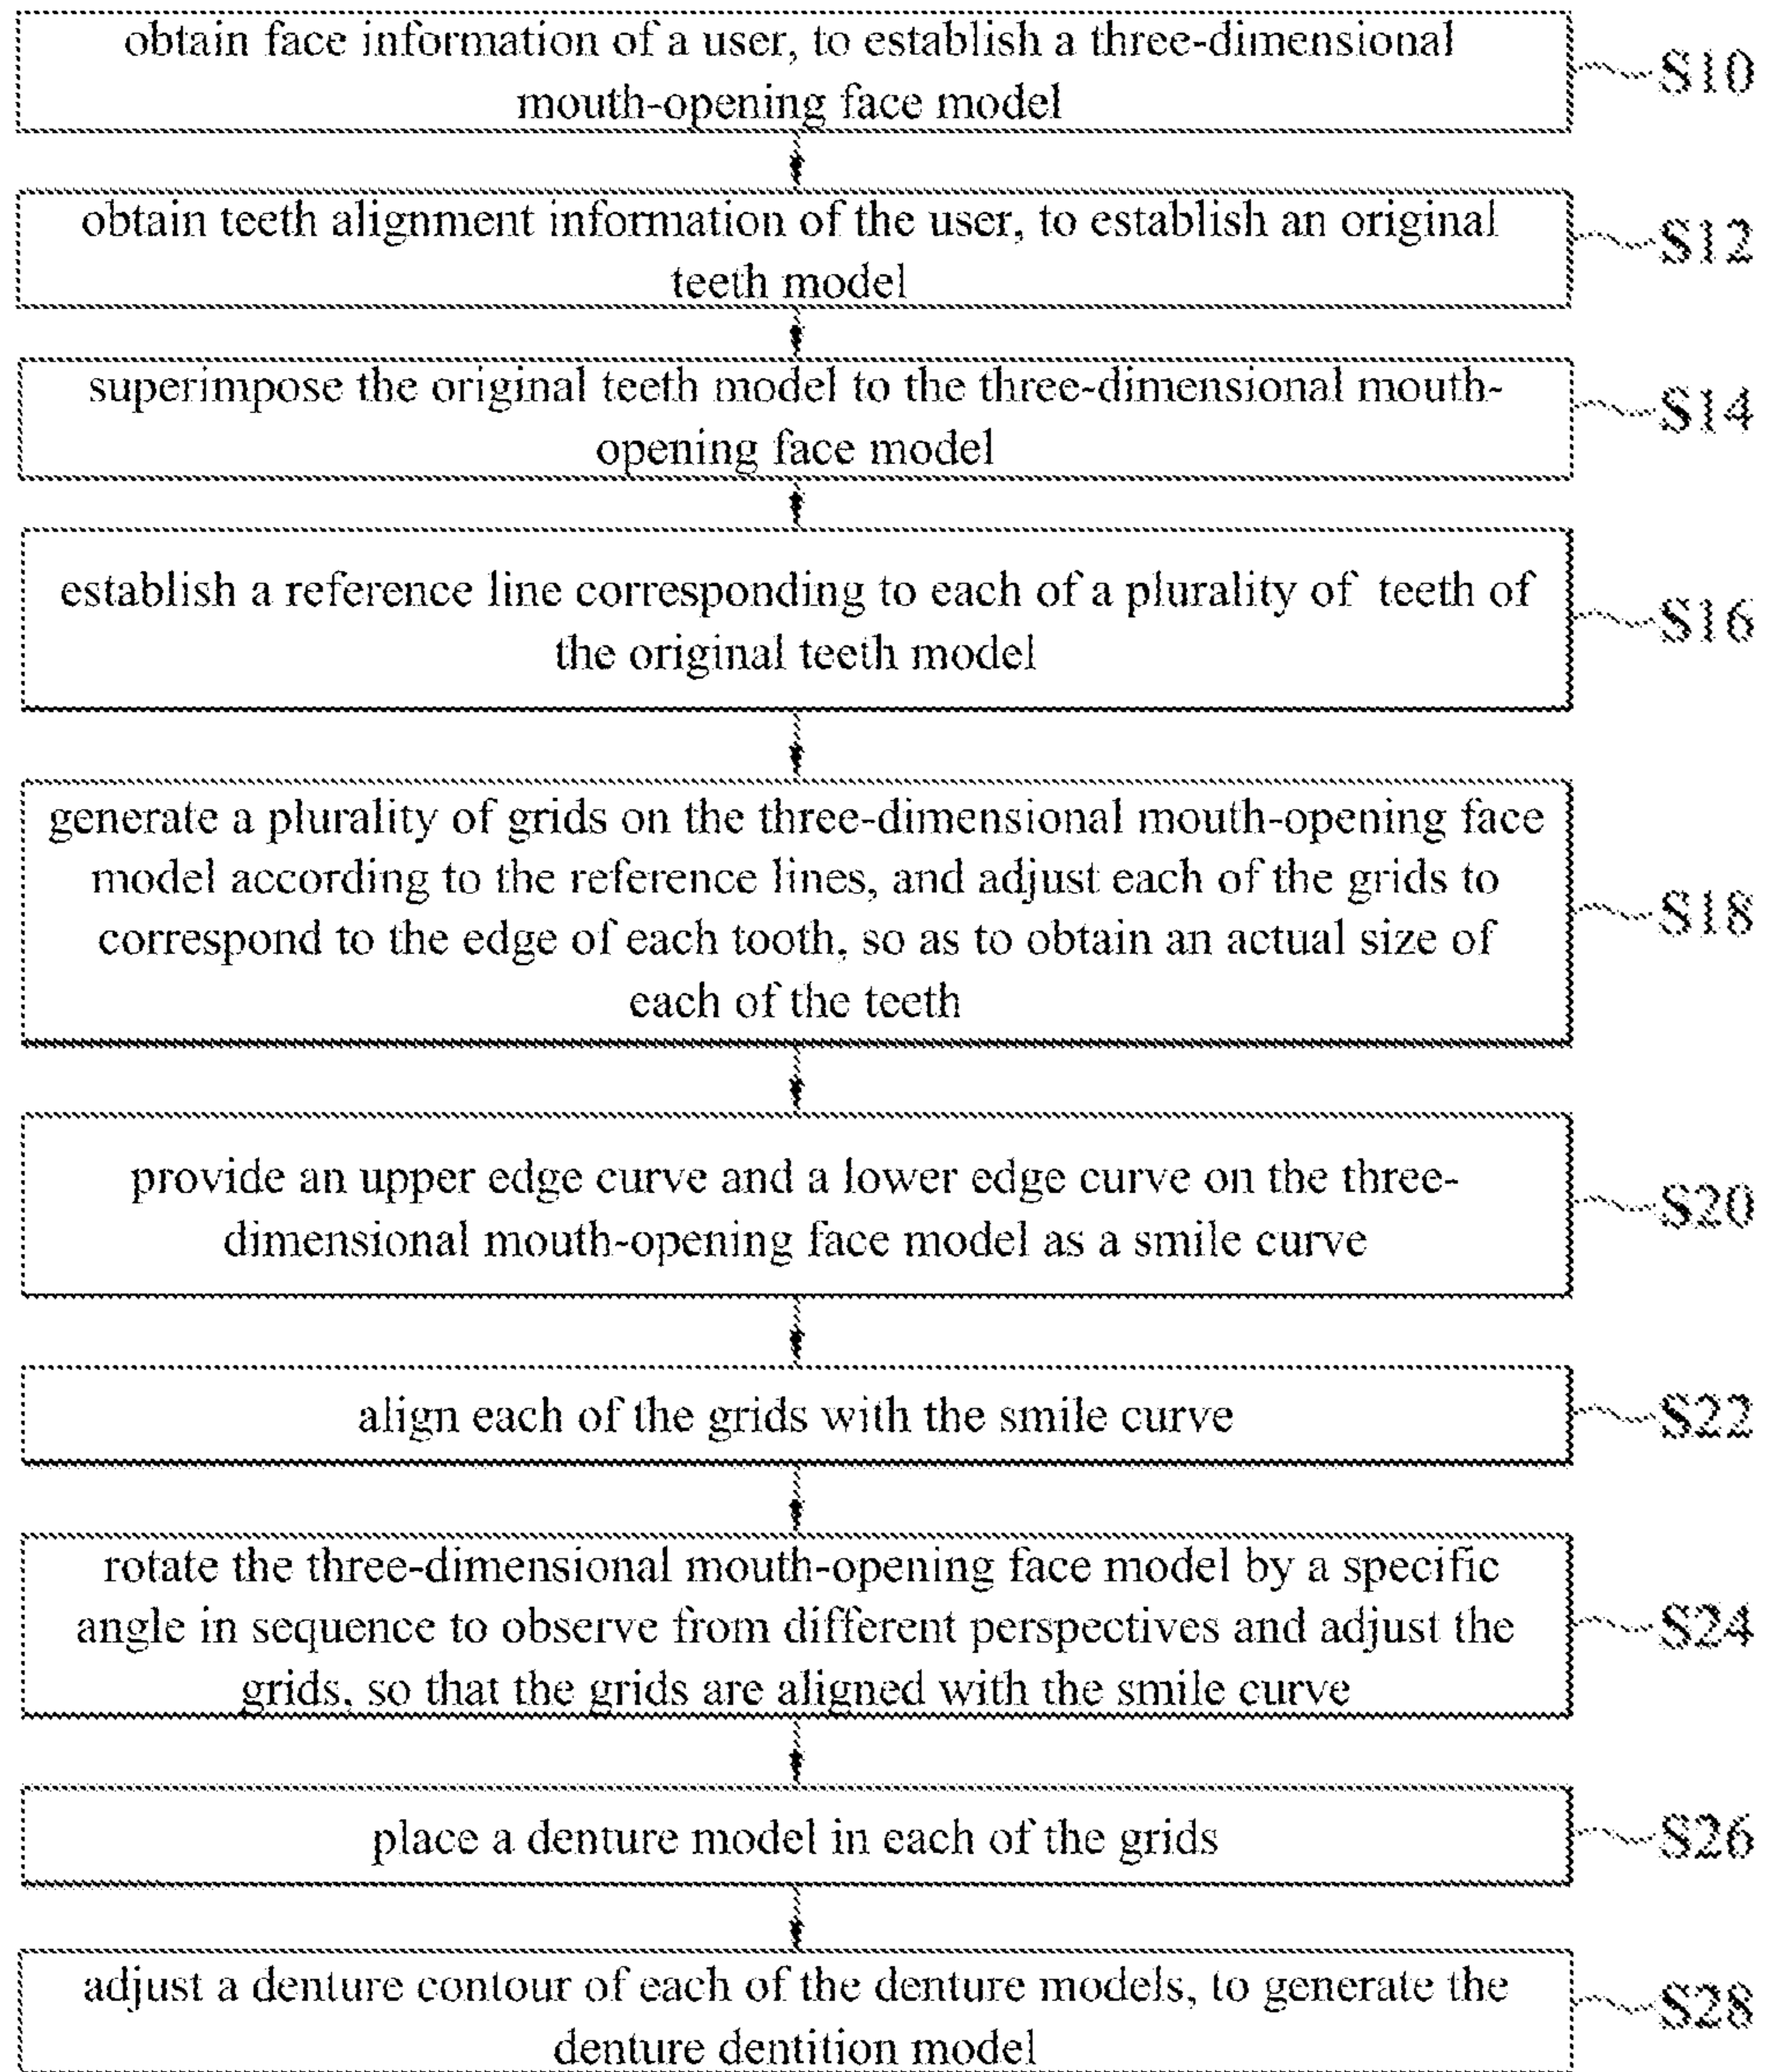 obtain face information of a user, to establish a three-dimensional
mouth-opening face model
S10
obtain teeth alignment information of the user, to establish an original
teeth model
S12
superimpose the original teeth model to the three-dimensional mouth-
opening face model
S14
establish a reference line corresponding to each of a plurality of teeth of
the original teeth model
S16
generate a plurality of grids on the three-dimensional mouth-opening face
model according to the reference lines, and adjust each of the grids to
correspond to the edge of each tooth, so as to obtain an actual size of
each of the teeth
S18
provide an upper edge curve and a lower edge curve on the three-
dimensional mouth-opening face model as a smile curve
S20
align each of the grids with the smile curve
S22
rotate the three-dimensional mouth-opening face model by a specific
angle in sequence to observe from different perspectives and adjust the
grids, so that the grids are aligned with the smile curve
S24
place a denture model in each of the grids
S26
adjust a denture contour of each of the denture models, to generate the
denture dentition model
S28